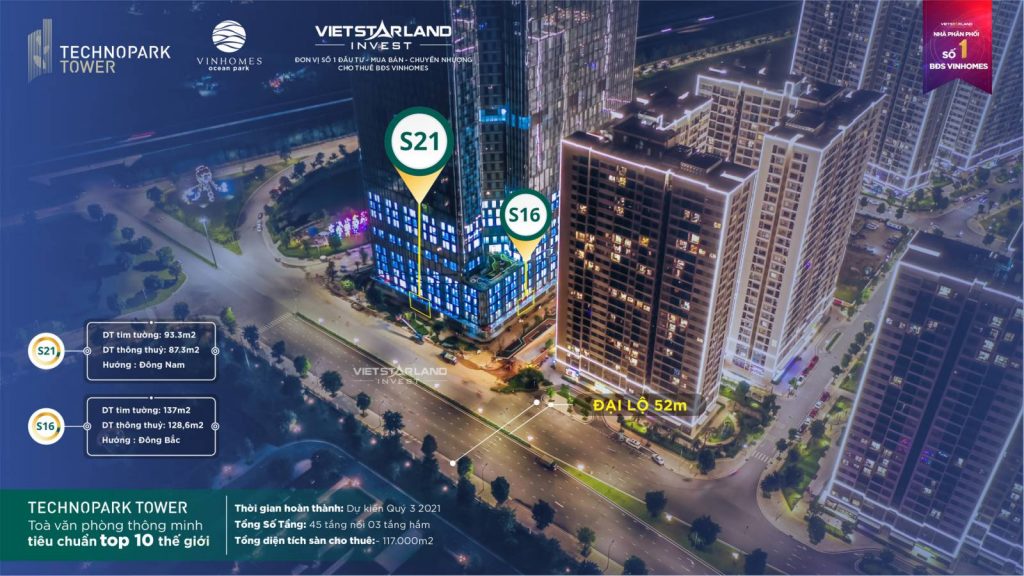 TECHNOPARK
TOWER
VINHOMES
ocean park
VIETSTARLAND
INVEST
ĐƠN VỊ SỐ 1 ĐẦU TƯ - MUA BÁN - CHUYỂN NHƯỢNG
CHO THUÊ BĐS VINHOMES
VIETSTARLAND
NHÀ PHÂN PHỐI
SỐ 1
BĐS VINHOMES
S21
S16
S21
DT tim tường: 93.3m2
DT thông thuỷ: 87.3m2
Hướng : Đông Nam
S16
DT tim tường: 137m2
DT thông thuỷ: 128,6m2
Hướng : Đông Bắc
VIETSTARLAND
INVEST
ĐẠI LỘ 52m
TECHNOPARK TOWER
Toà văn phòng thông minh
tiêu chuẩn top 10 thế giới
Thời gian hoàn thành: Dự kiến Quý 3 2021
Tổng Số Tầng: 45 tầng nổi 03 tầng hầm
Tổng diện tích sàn cho thuê:~ 117.000m2